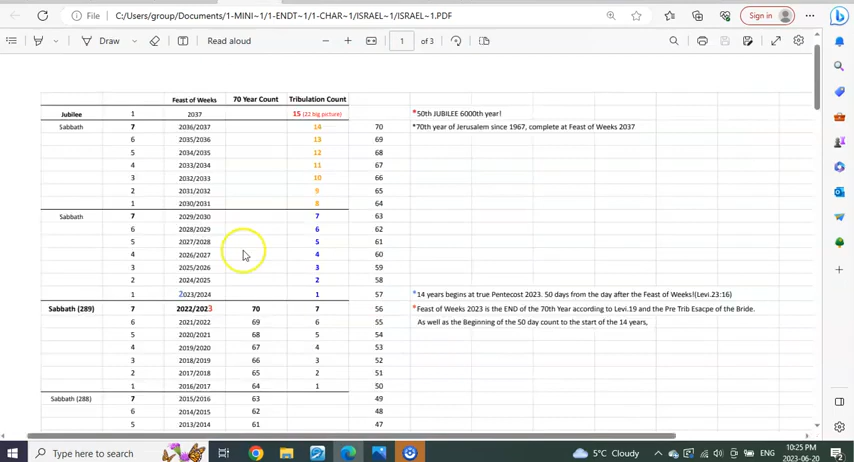 File | C:/Users/group/Documents/1-MINI~1/1-ENDT~1/1-CHAR~1/ISRAEL~1/ISRAEL~1.PDF
Sign in
Draw
Read aloud
1
of 3
Feast of Weeks 70 Year Count Tribulation Count
Jubilee 1 2037 15 (22 big picture) *50th JUBILEE 6000th year!
Sabbath 7 2036/2037 14 70 *70th year of Jerusalem since 1967, complete at Feast of Weeks 2037
6 2035/2036 13 69
5 2034/2035 12 68
4 2033/2034 11 67
3 2032/2033 10 66
2 2031/2032 9 65
1 2030/2031 8 64
Sabbath 7 2029/2030 7 63
6 2028/2029 6 62
5 2027/2028 5 61
4 2026/2027 4 60
3 2025/2026 3 59
2 2024/2025 2 58
1 2023/2024 1 57 *14 years begins at true Pentecost 2023. 50 days from the day after the Feast of Weeks!(Levi.23:16)
Sabbath (289) 7 2022/2023 70 7 56 *Feast of Weeks 2023 is the END of the 70th Year according to Levi.19 and the Pre Trib Esacpe of the Bride.
6 2021/2022 69 6 55 As well as the Beginning of the 50 day count to the start of the 14 years,
5 2020/2021 68 5 54
4 2019/2020 67 4 53
3 2018/2019 66 3 52
2 2017/2018 65 2 51
1 2016/2017 64 1 50
Sabbath (288) 7 2015/2016 63 49
6 2014/2015 62 48
5 2013/2014 61 47
Type here to search
5°C Cloudy
ENG
10:25 PM
2023-06-20
2